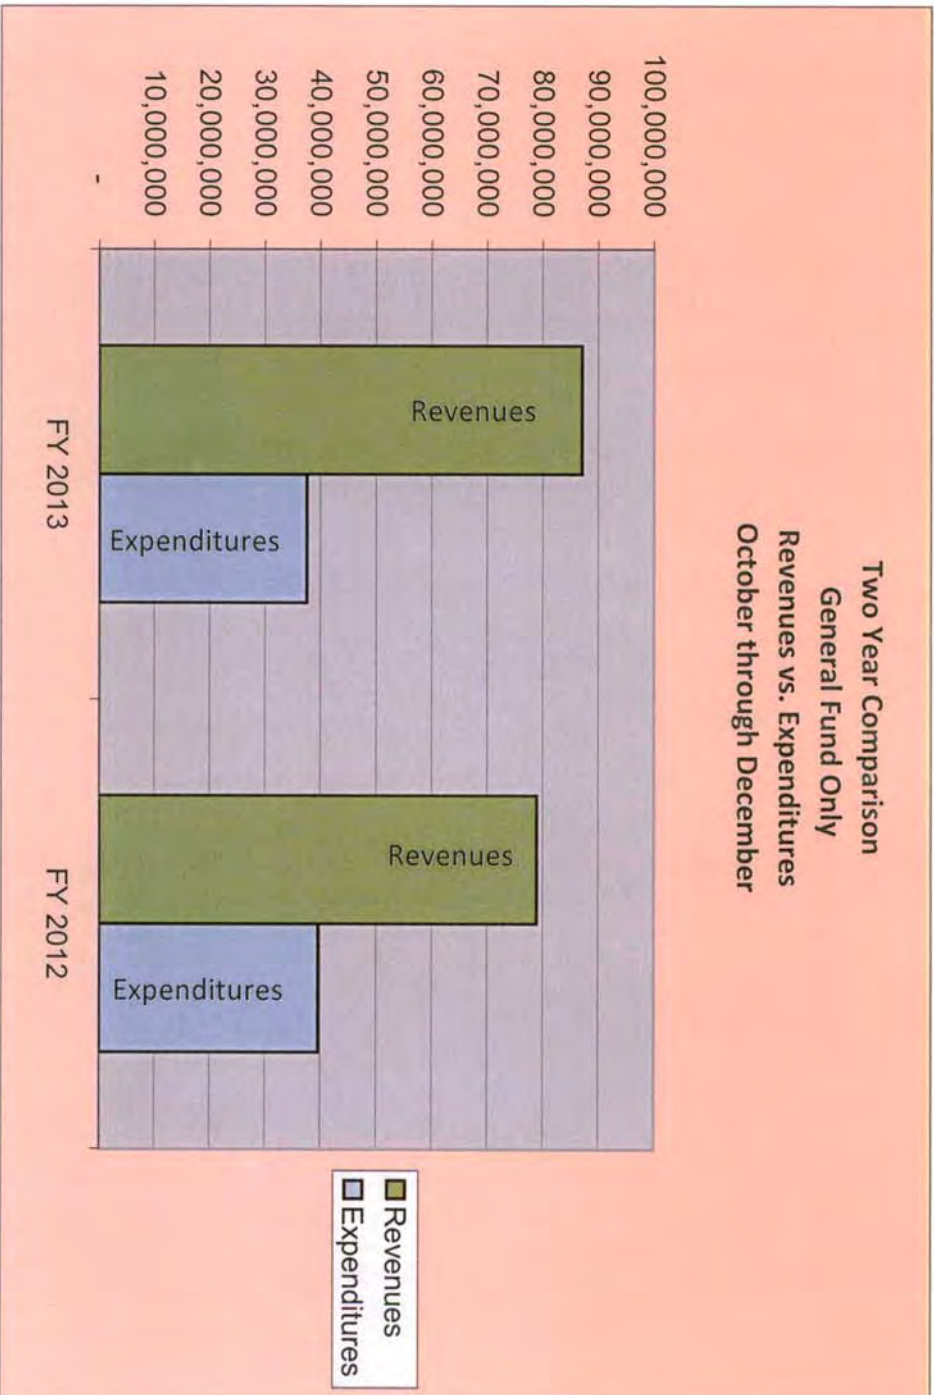 Two Year Comparison
General Fund Only
Revenues vs. Expenditures
October through December
100,000,000
90,000,000
80,000,000
70,000,000
60,000,000
50,000,000
40,000,000
30,000,000
20,000,000
10,000,000
-
Revenues
Expenditures
Revenues
Expenditures
FY 2013
FY 2012
Revenues
Expenditures